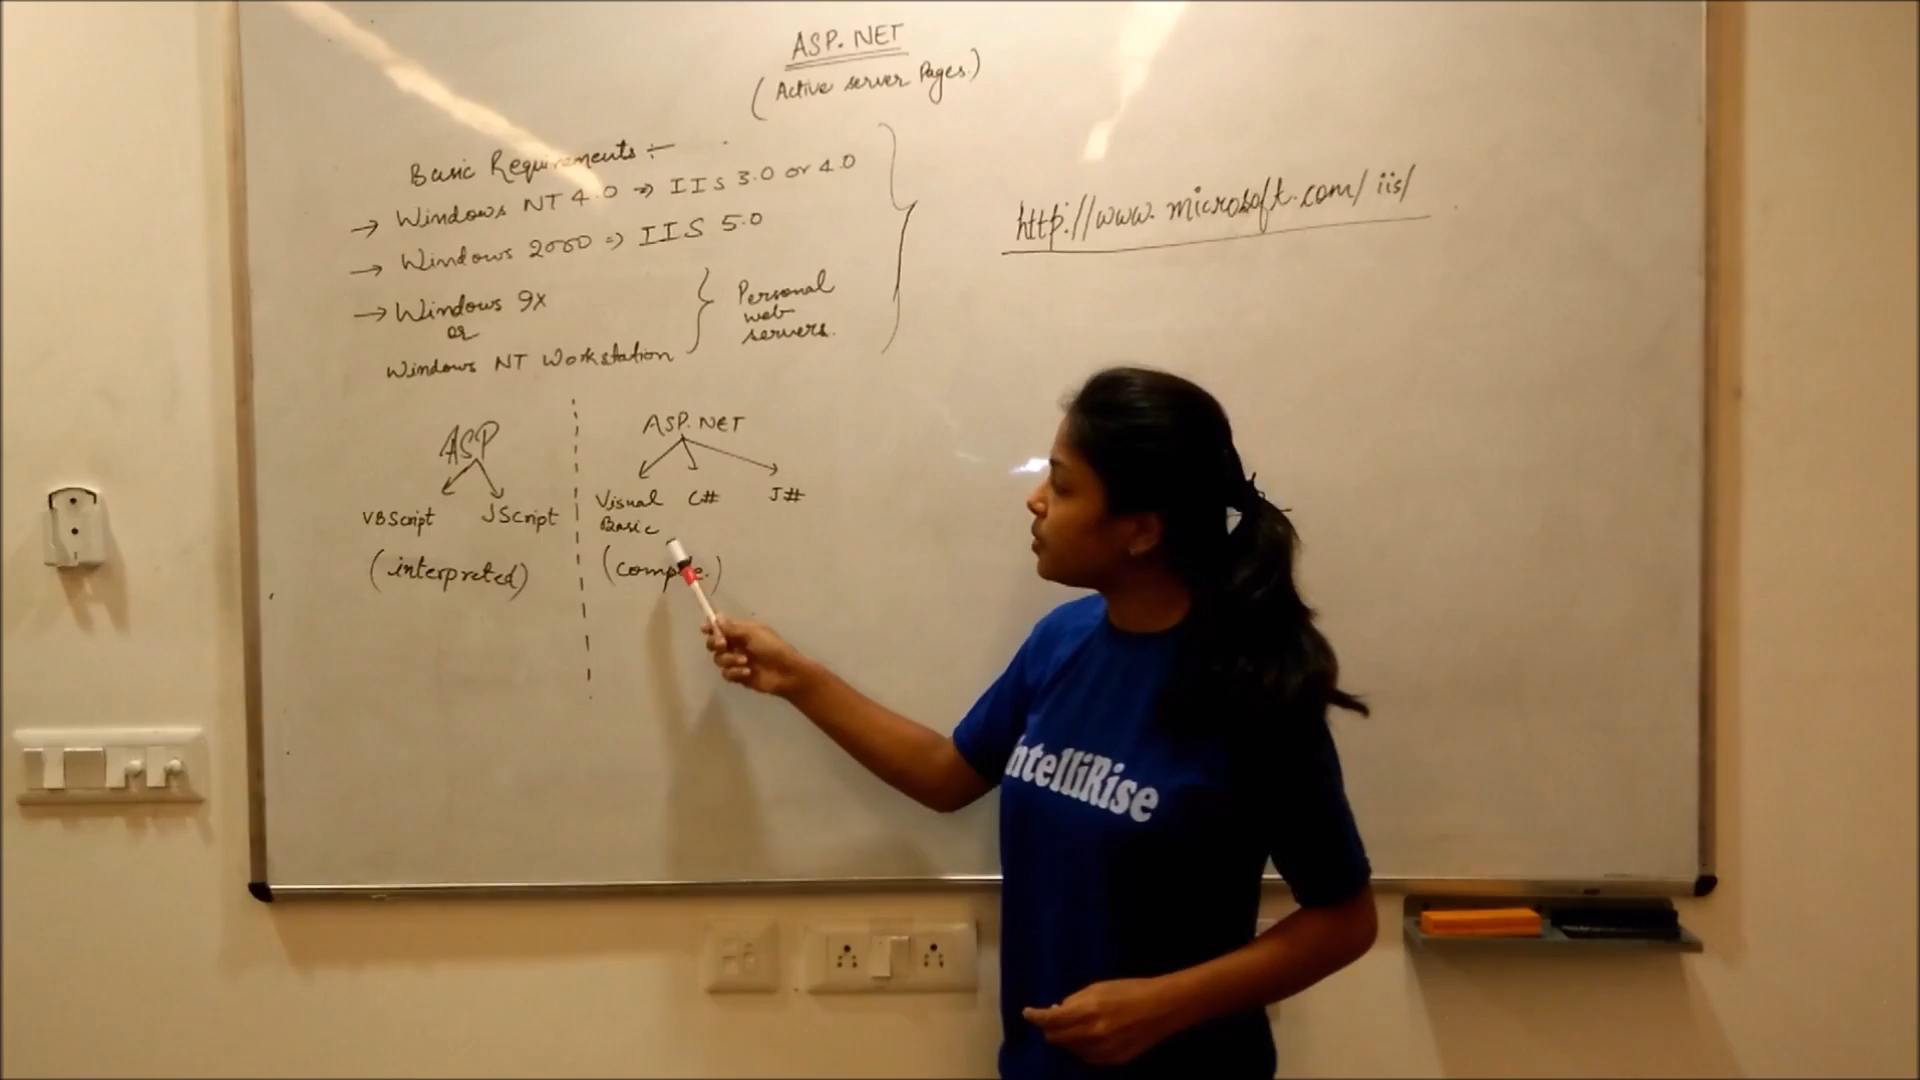 ASP.NET
(Active server Pages.)
Basic Requirements :-
→ Windows NT 4.0 => IIS 3.0 or 4.0
→ Windows 2000 => IIS 5.0
→ Windows 9x
or
Windows NT Workstation
Personal
web
servers.
http://www.microsoft.com/iis/
ASP
VBScript JScript
(interpreted)
ASP.NET
Visual C# J#
Basic
IntelliRise